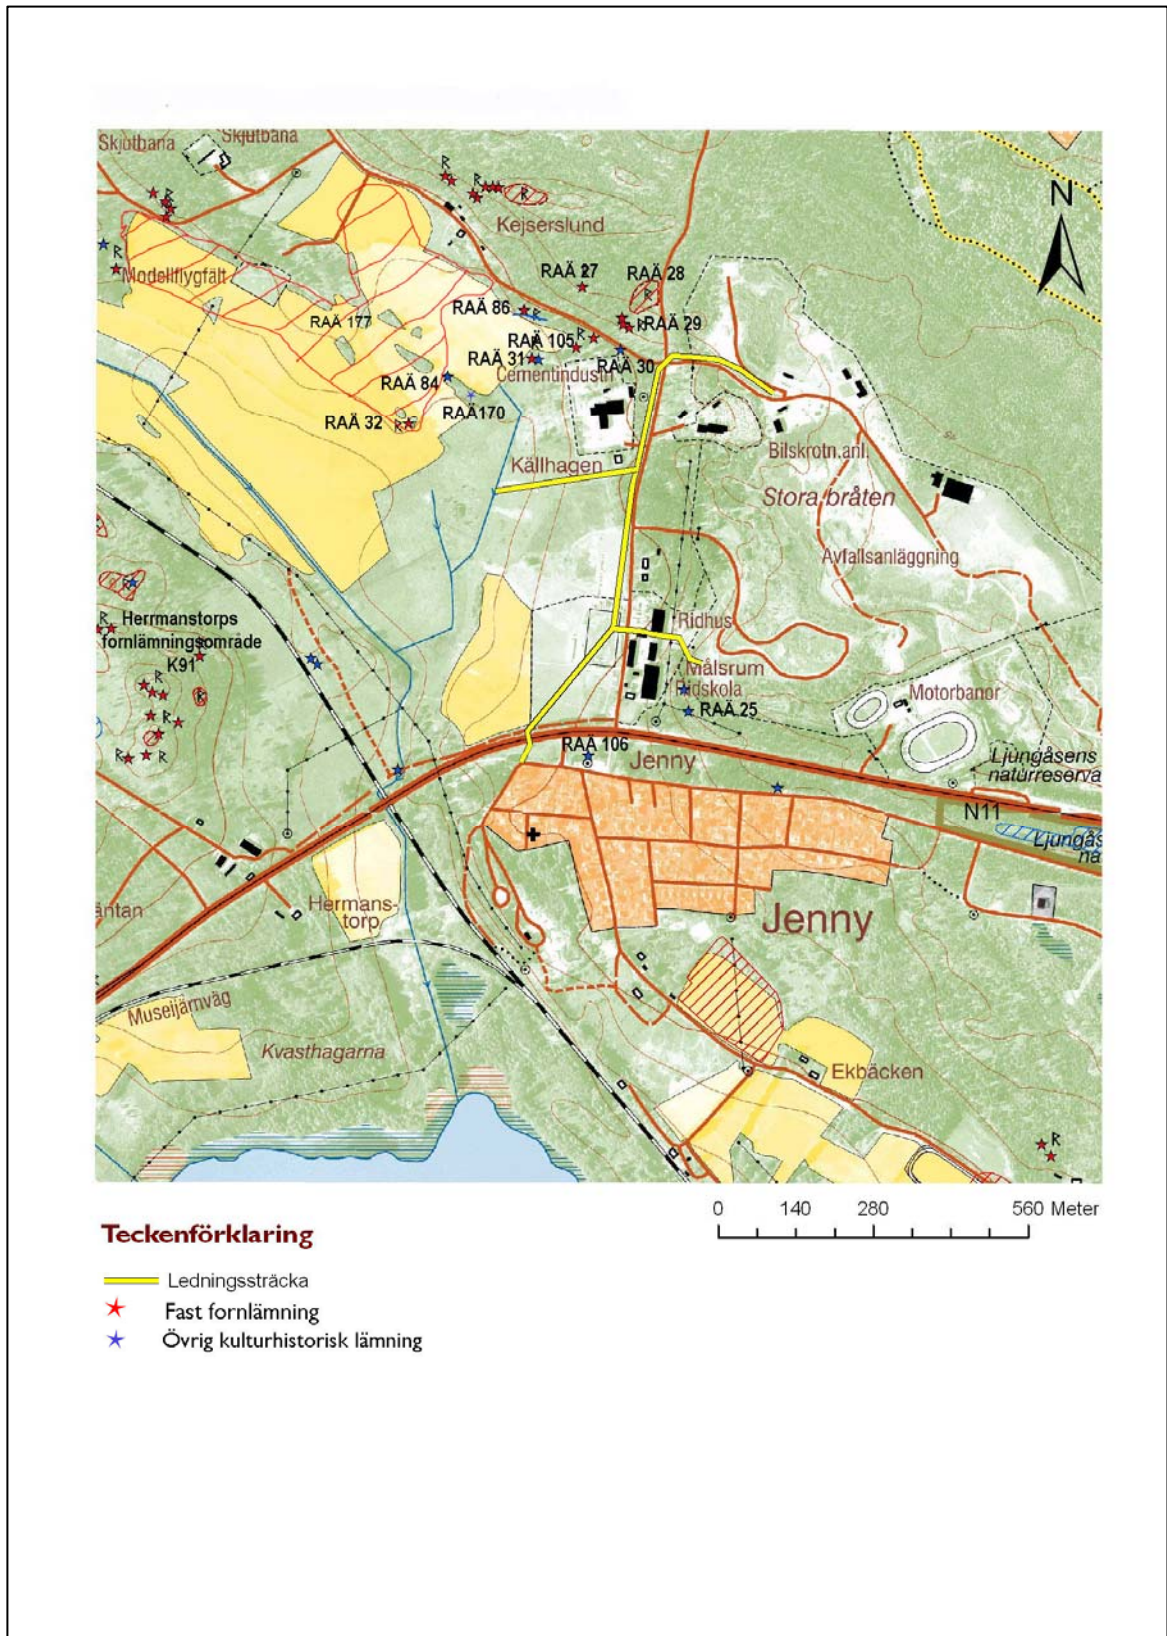 Skjutbana
Skjutbana
N
R
R
R
R
Kejserslund
R
Modellflygfält
RAÄ 27
RAÄ 28
R
RAÄ 86
R
RAÄ 177
R
RAÄ 29
RAÄ 105
R
RAÄ 31
RAÄ 30
Cementindustri
RAÄ 84
RAÄ170
RAÄ 32
R
Källhagen
Bilskrotn.anl.
Stora bråten
Avfallsanläggning
R
R
Herrmanstorps
fornlämningsområde
K91
Ridhus
Målsrum
Ridskola
R
R
R
R
R
Motorbanor
RAÄ 25
RAÄ 106
Jenny
Ljungåsens
naturreserva
N11
Ljungås
na
äntan
Hermans-
torp
Jenny
Museijärnväg
Kvasthagarna
Ekbäcken
R
0 140 280 560 Meter
Teckenförklaring
Ledningssträcka
Fast fornlämning
Övrig kulturhistorisk lämning